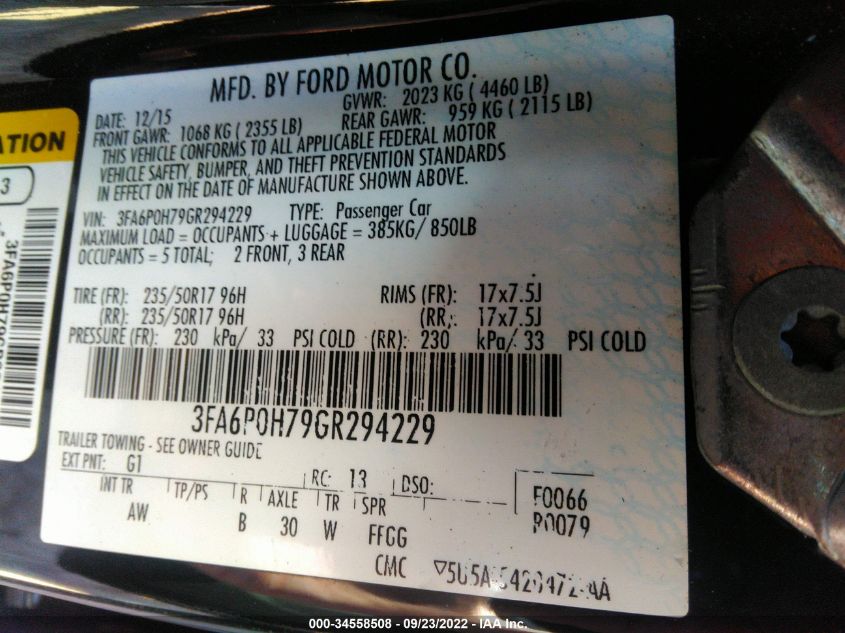 MFD. BY FORD MOTOR CO.
DATE: 12/15 GVWR: 2023 KG ( 4460 LB)
FRONT GAWR: 1068 KG ( 2355 LB) REAR GAWR: 959 KG ( 2115 LB)
THIS VEHICLE CONFORMS TO ALL APPLICABLE FEDERAL MOTOR
VEHICLE SAFETY, BUMPER, AND THEFT PREVENTION STANDARDS
IN EFFECT ON THE DATE OF MANUFACTURE SHOWN ABOVE.
VIN: 3FA6P0H79GR294229 TYPE: Passenger Car
MAXIMUM LOAD = OCCUPANTS + LUGGAGE = 385KG/ 850LB
OCCUPANTS = 5 TOTAL; 2 FRONT, 3 REAR
TIRE (FR): 235/50R17 96H RIMS (FR): 17x7.5J
(RR): 235/50R17 96H (RR): 17x7.5J
PRESSURE (FR): 230 kPa/ 33 PSI COLD (RR): 230 kPa/ 33 PSI COLD
3FA6P0H79GR294229
TRAILER TOWING - SEE OWNER GUIDE
EXT PNT: G1 RC: 13 DSO:
INT TR TP/PS R AXLE TR SPR F0066
AW B 30 W FFGG R0079
CMC
ATION
3
3FA6P0H79GR
000-34558508 - 09/23/2022 - IAA Inc.